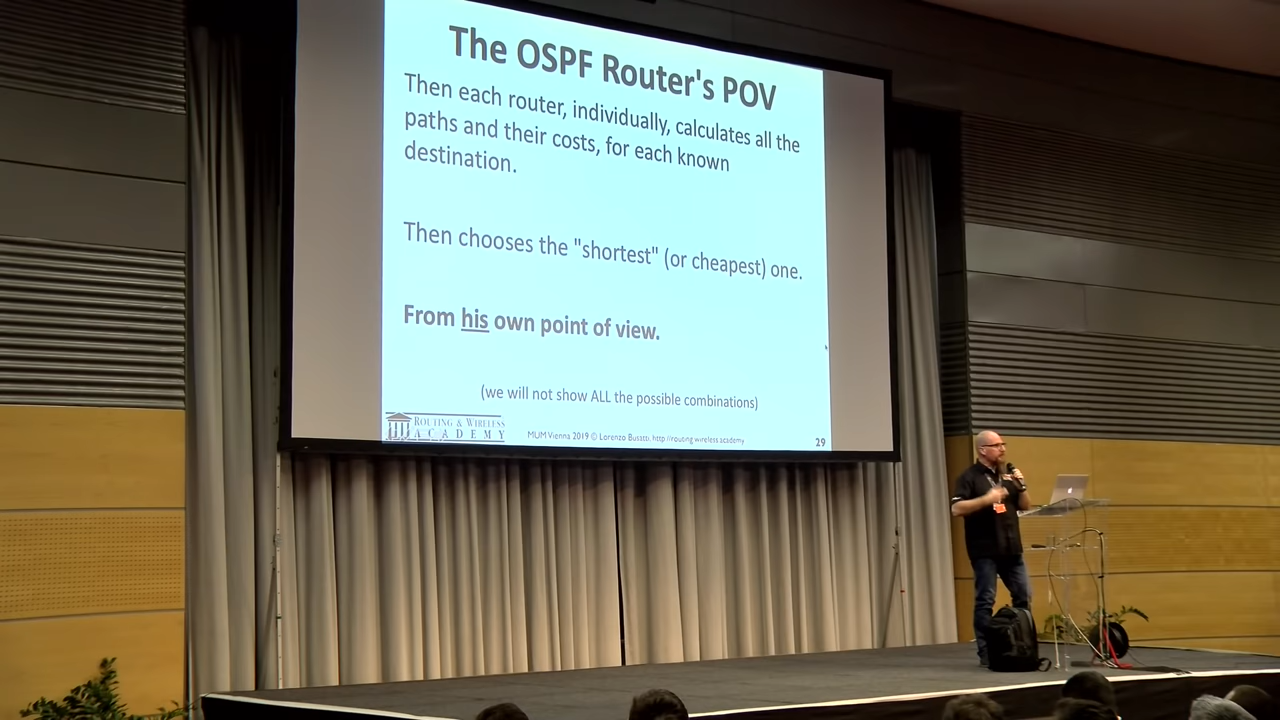 The OSPF Router's POV
Then each router, individually, calculates all the
paths and their costs, for each known
destination.
Then chooses the "shortest" (or cheapest) one.
From his own point of view.
(we will not show ALL the possible combinations)
ROUTING & WIRELESS
ACADEMY
MUM Vienna 2019 © Lorenzo Busatti, http://routing.wireless.academy
29